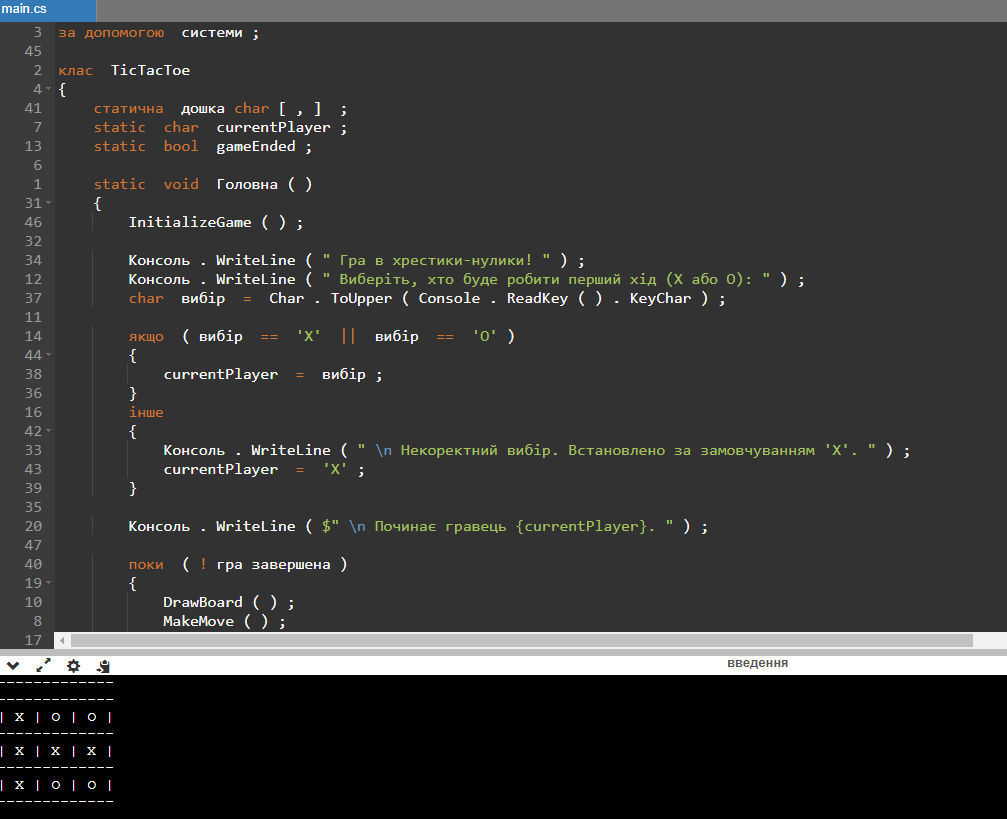 main.cs
3 за допомогою системи ;
45
2 клас TicTacToe
4 {
41 статична дошка char [ , ] ;
7 static char currentPlayer ;
13 static bool gameEnded ;
6
1 static void Головна ( )
31 {
46 InitializeGame ( ) ;
32
34 Консоль . WriteLine ( " Гра в хрестики-нулики! " ) ;
12 Консоль . WriteLine ( " Виберіть, хто буде робити перший хід (X або O): " ) ;
37 char вибір = Char . ToUpper ( Console . ReadKey ( ) . KeyChar ) ;
11
14 якщо ( вибір == 'X' || вибір == 'O' )
44 {
38 currentPlayer = вибір ;
36 }
16 інше
42 {
33 Консоль . WriteLine ( " \n Некоректний вибір. Встановлено за замовчуванням 'X'. " ) ;
43 currentPlayer = 'X' ;
39 }
35
20 Консоль . WriteLine ( $" \n Починає гравець {currentPlayer}. " ) ;
47
40 поки ( ! гра завершена )
19 {
10 DrawBoard ( ) ;
8 MakeMove ( ) ;
17
введення
-------------
-------------
| X | O | O |
-------------
| X | X | X |
-------------
| X | O | O |
-------------